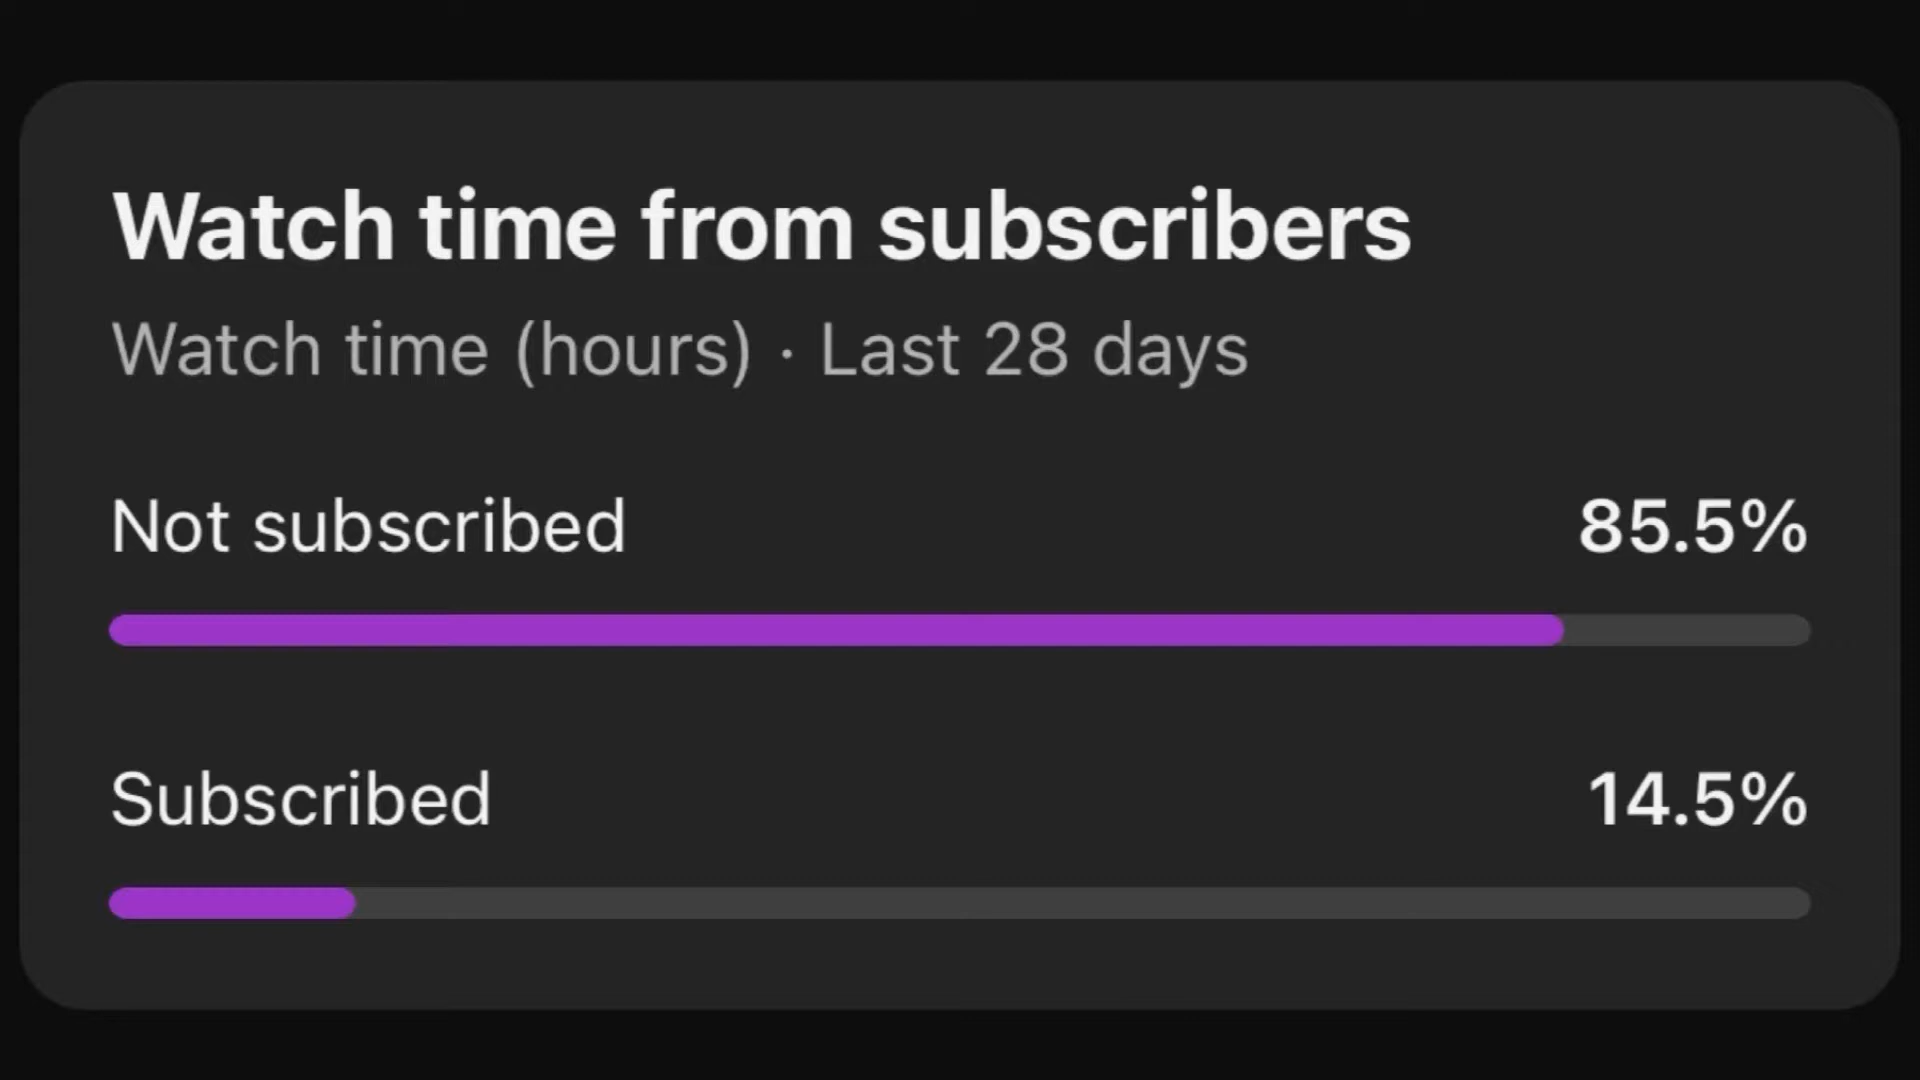 Watch time from subscribers
Watch time (hours) · Last 28 days
Not subscribed 85.5%
Subscribed 14.5%